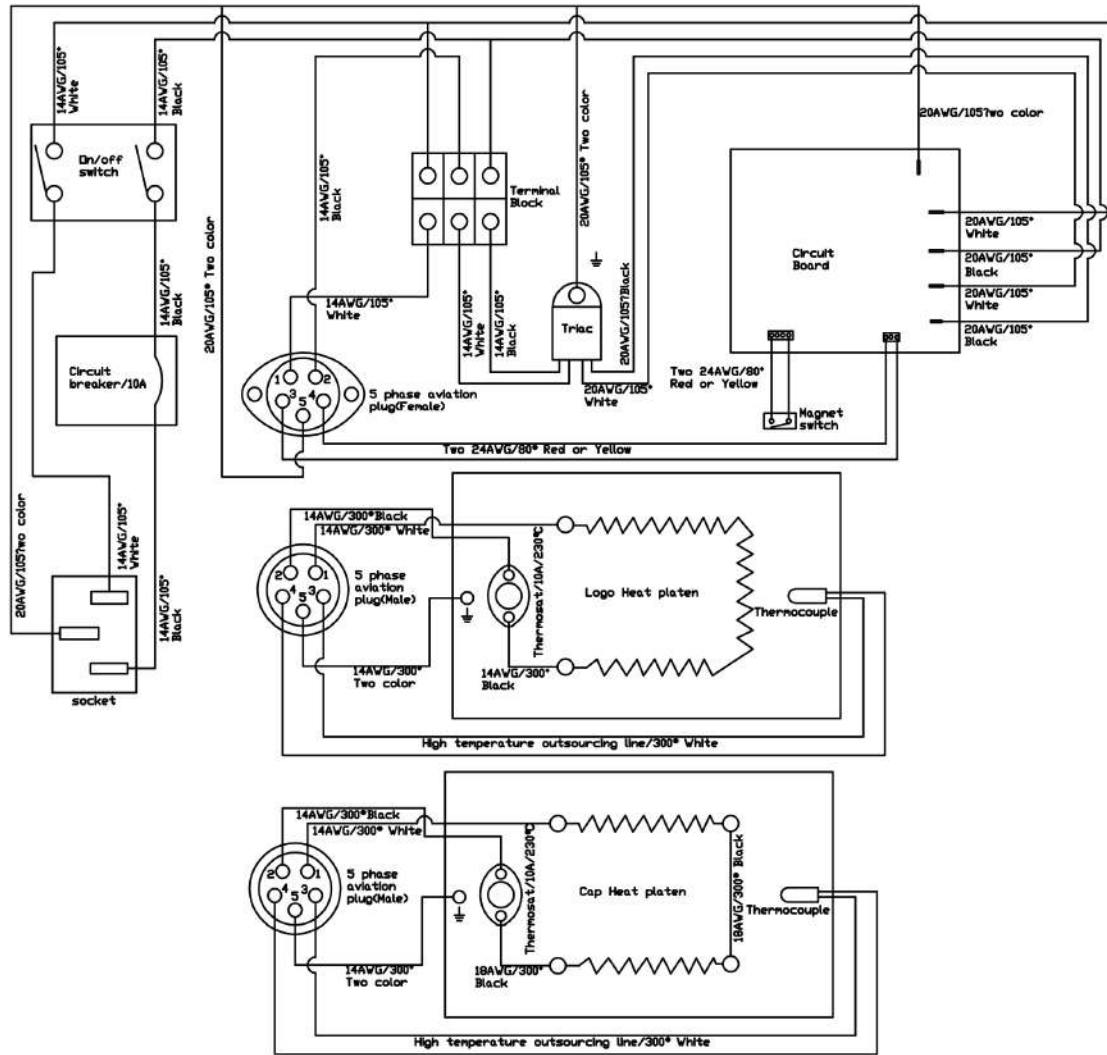 14AWG/105°
White
14AWG/105°
Black
On/off
switch
14AWG/105°
Black
20AWG/105° Two color
14AWG/105°
Black
Terminal
Block
20AWG/105° Two color
20AWG/105?wo color
Circuit
Board
20AWG/105°
White
20AWG/105°
Black
20AWG/105°
White
20AWG/105°
Black
14AWG/105°
White
14AWG/105°
White
14AWG/105°
Black
Triac
20AWG/105?Black
20AWG/105°
White
Circuit
breaker/10A
1
2
3
4
5
5 phase aviation
plug(Female)
Two 24AWG/80°
Red or Yellow
Magnet
switch
Two 24AWG/80° Red or Yellow
20AWG/105?wo color
14AWG/105°
White
14AWG/105°
Black
socket
14AWG/300°Black
14AWG/300° White
2
1
4
3
5
5 phase
aviation
plug(Male)
Thermosat/10A/230℃
Logo Heat platen
Thermocouple
14AWG/300°
Two color
14AWG/300°
Black
High temperature outsourcing line/300° White
14AWG/300°Black
14AWG/300° White
2
1
4
3
5
5 phase
aviation
plug(Male)
Thermosat/10A/230℃
Cap Heat platen
18AWG/300° Black
Thermocouple
14AWG/300°
Two color
18AWG/300°
Black
High temperature outsourcing line/300° White